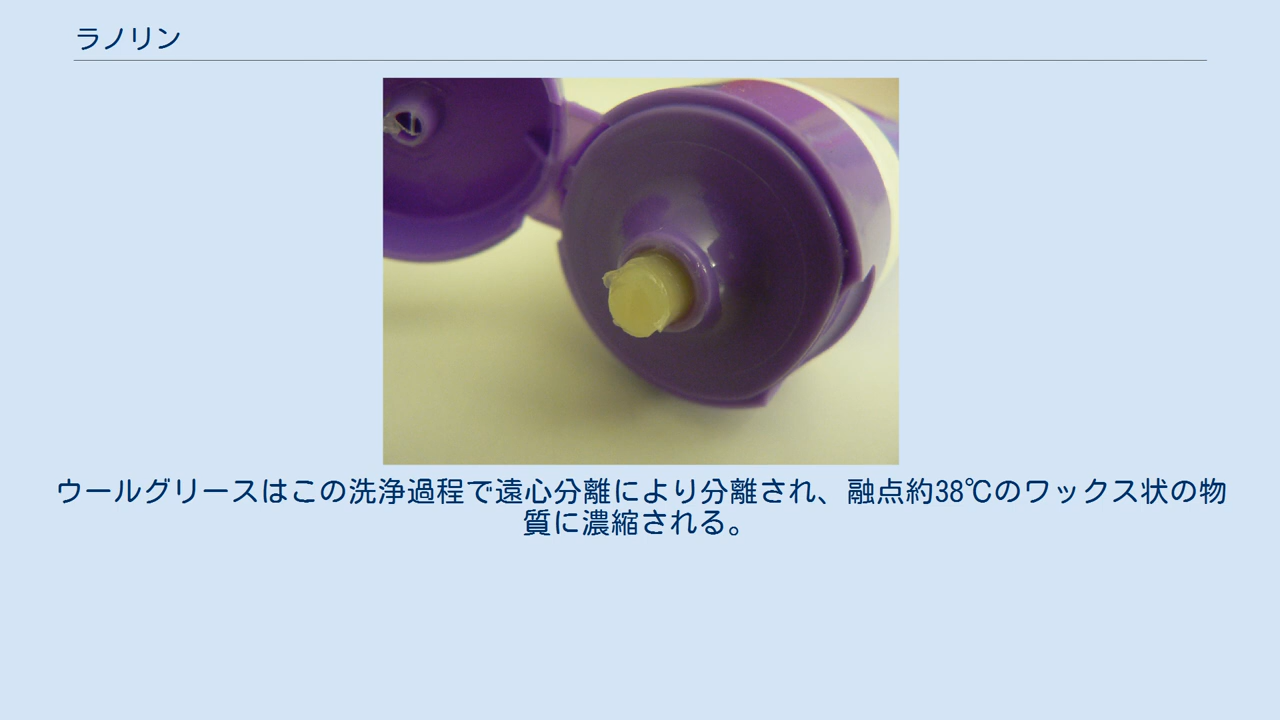 ラノリン
ウールグリースはこの洗浄過程で遠心分離により分離され、融点約38℃のワックス状の物
質に濃縮される。